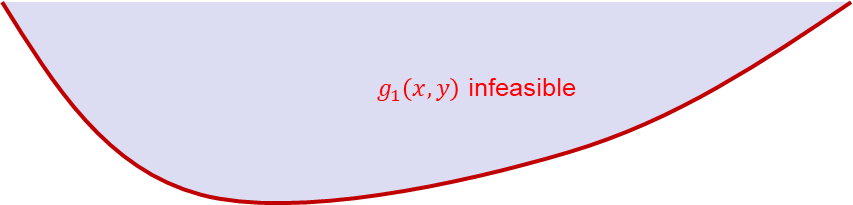 g₁(x, y) infeasible